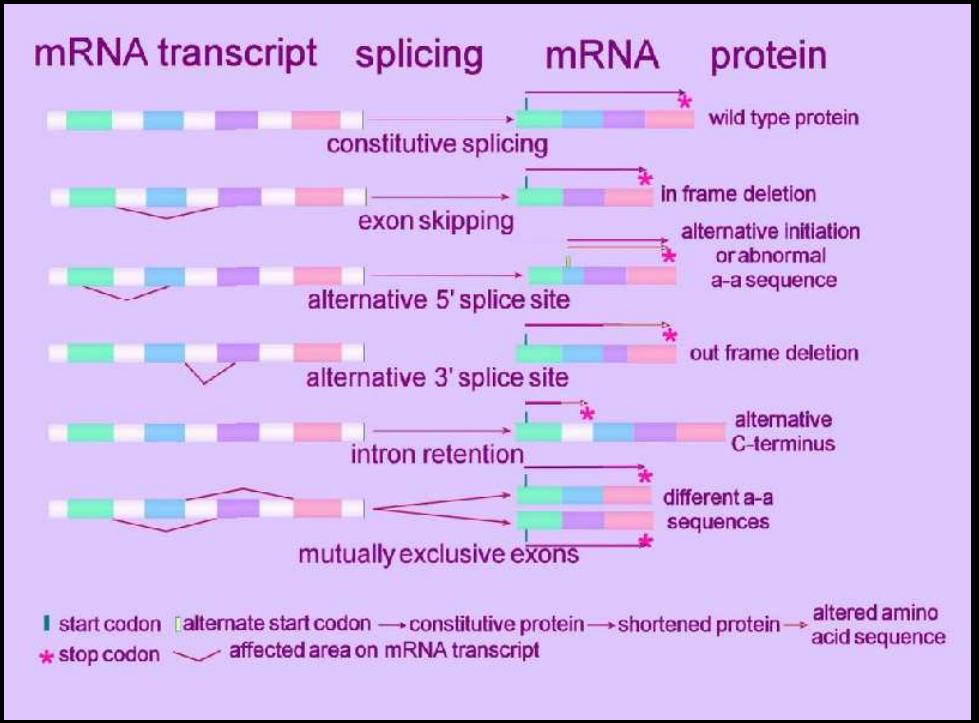 mRNA transcript splicing mRNA protein
constitutive splicing
wild type protein
exon skipping
in frame deletion
alternative 5' splice site
alternative initiation
or abnormal
a-a sequence
alternative 3' splice site
out frame deletion
intron retention
alternative
C-terminus
mutually exclusive exons
different a-a
sequences
start codon alternate start codon constitutive protein shortened protein altered amino
acid sequence
* stop codon affected area on mRNA transcript